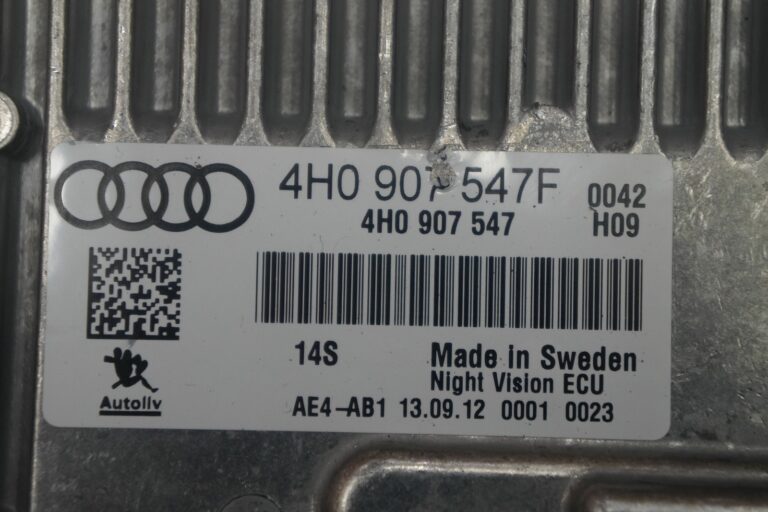 4H0 907 547F
0042
4H0 907 547
H09
14S
Made in Sweden
Night Vision ECU
Autoliv
AE4-AB1 13.09.12 0001 0023